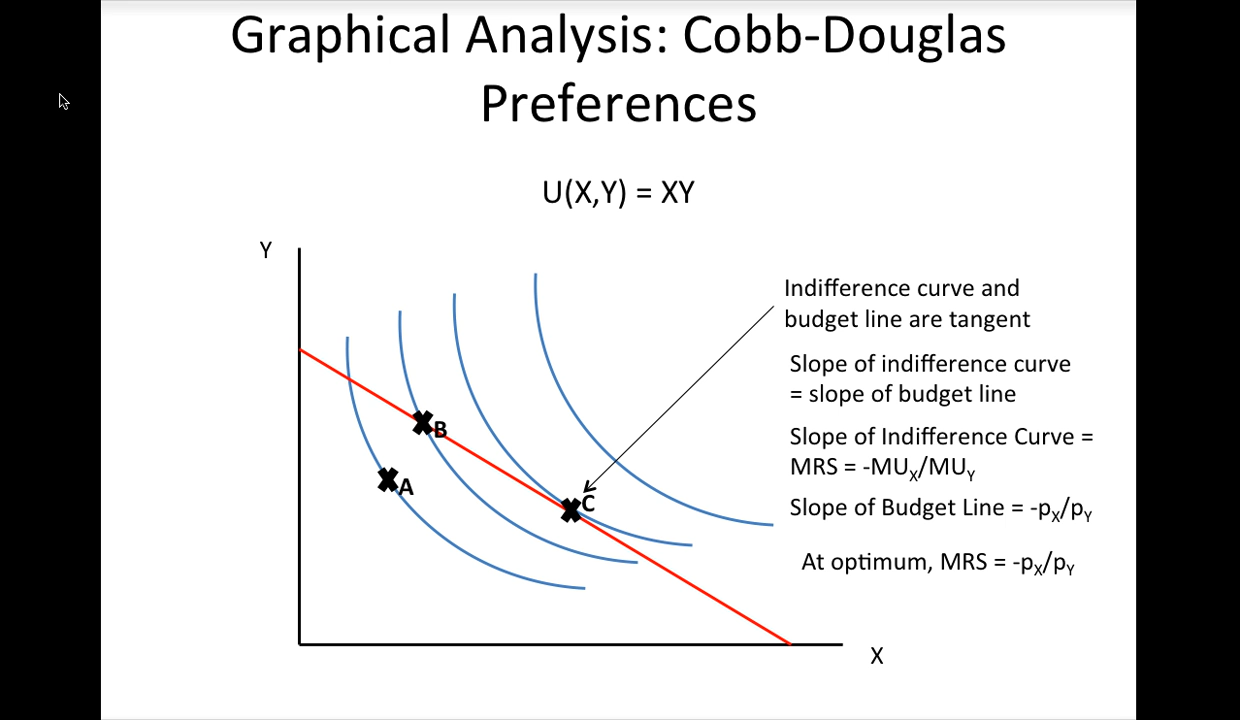 Graphical Analysis: Cobb-Douglas
Preferences
U(X,Y) = XY
Y
Indifference curve and
budget line are tangent
Slope of indifference curve
= slope of budget line
B
Slope of Indifference Curve =
MRS = -MUX/MUY
A
C
Slope of Budget Line = -pX/pY
At optimum, MRS = -pX/pY
X